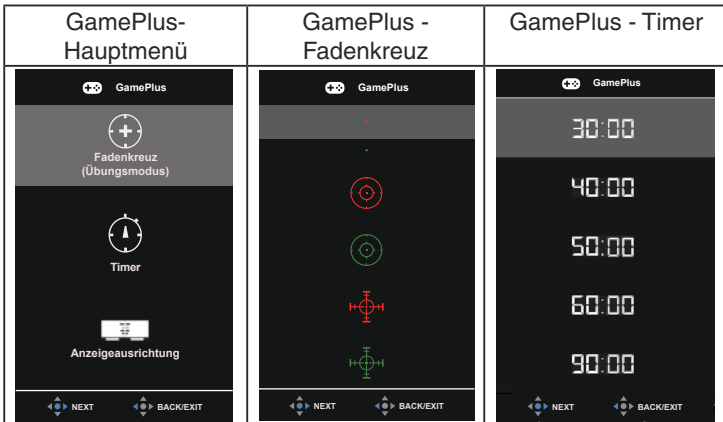 GamePlus-
Hauptmenü
GamePlus -
Fadenkreuz
GamePlus - Timer
GamePlus
Fadenkreuz
(Übungsmodus)
Timer
Anzeigeausrichtung
NEXT BACK/EXIT
GamePlus
NEXT BACK/EXIT
GamePlus
30:00
40:00
50:00
60:00
90:00
NEXT BACK/EXIT